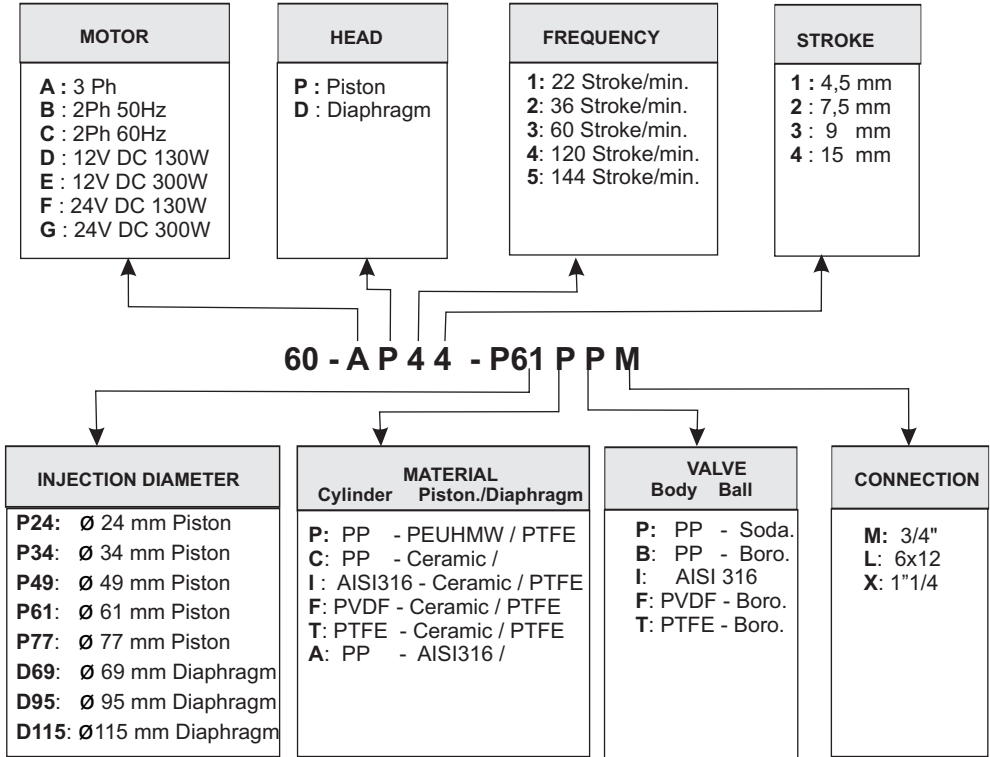 MOTOR
A : 3 Ph
B : 2Ph 50Hz
C : 2Ph 60Hz
D : 12V DC 130W
E : 12V DC 300W
F : 24V DC 130W
G : 24V DC 300W
HEAD
P : Piston
D : Diaphragm
FREQUENCY
1: 22 Stroke/min.
2: 36 Stroke/min.
3: 60 Stroke/min.
4: 120 Stroke/min.
5: 144 Stroke/min.
STROKE
1 : 4,5 mm
2 : 7,5 mm
3 : 9 mm
4 : 15 mm
60 - A P 4 4 - P61 P P M
INJECTION DIAMETER
P24: Ø 24 mm Piston
P34: Ø 34 mm Piston
P49: Ø 49 mm Piston
P61: Ø 61 mm Piston
P77: Ø 77 mm Piston
D69: Ø 69 mm Diaphragm
D95: Ø 95 mm Diaphragm
D115: Ø115 mm Diaphragm
MATERIAL
Cylinder Piston./Diaphragm
P: PP - PEUHMW / PTFE
C: PP - Ceramic /
I : AISI316 - Ceramic / PTFE
F: PVDF - Ceramic / PTFE
T: PTFE - Ceramic / PTFE
A: PP - AISI316 /
VALVE
Body Ball
P: PP - Soda.
B: PP - Boro.
I: AISI 316
F: PVDF - Boro.
T: PTFE - Boro.
CONNECTION
M: 3/4"
L: 6x12
X: 1"1/4